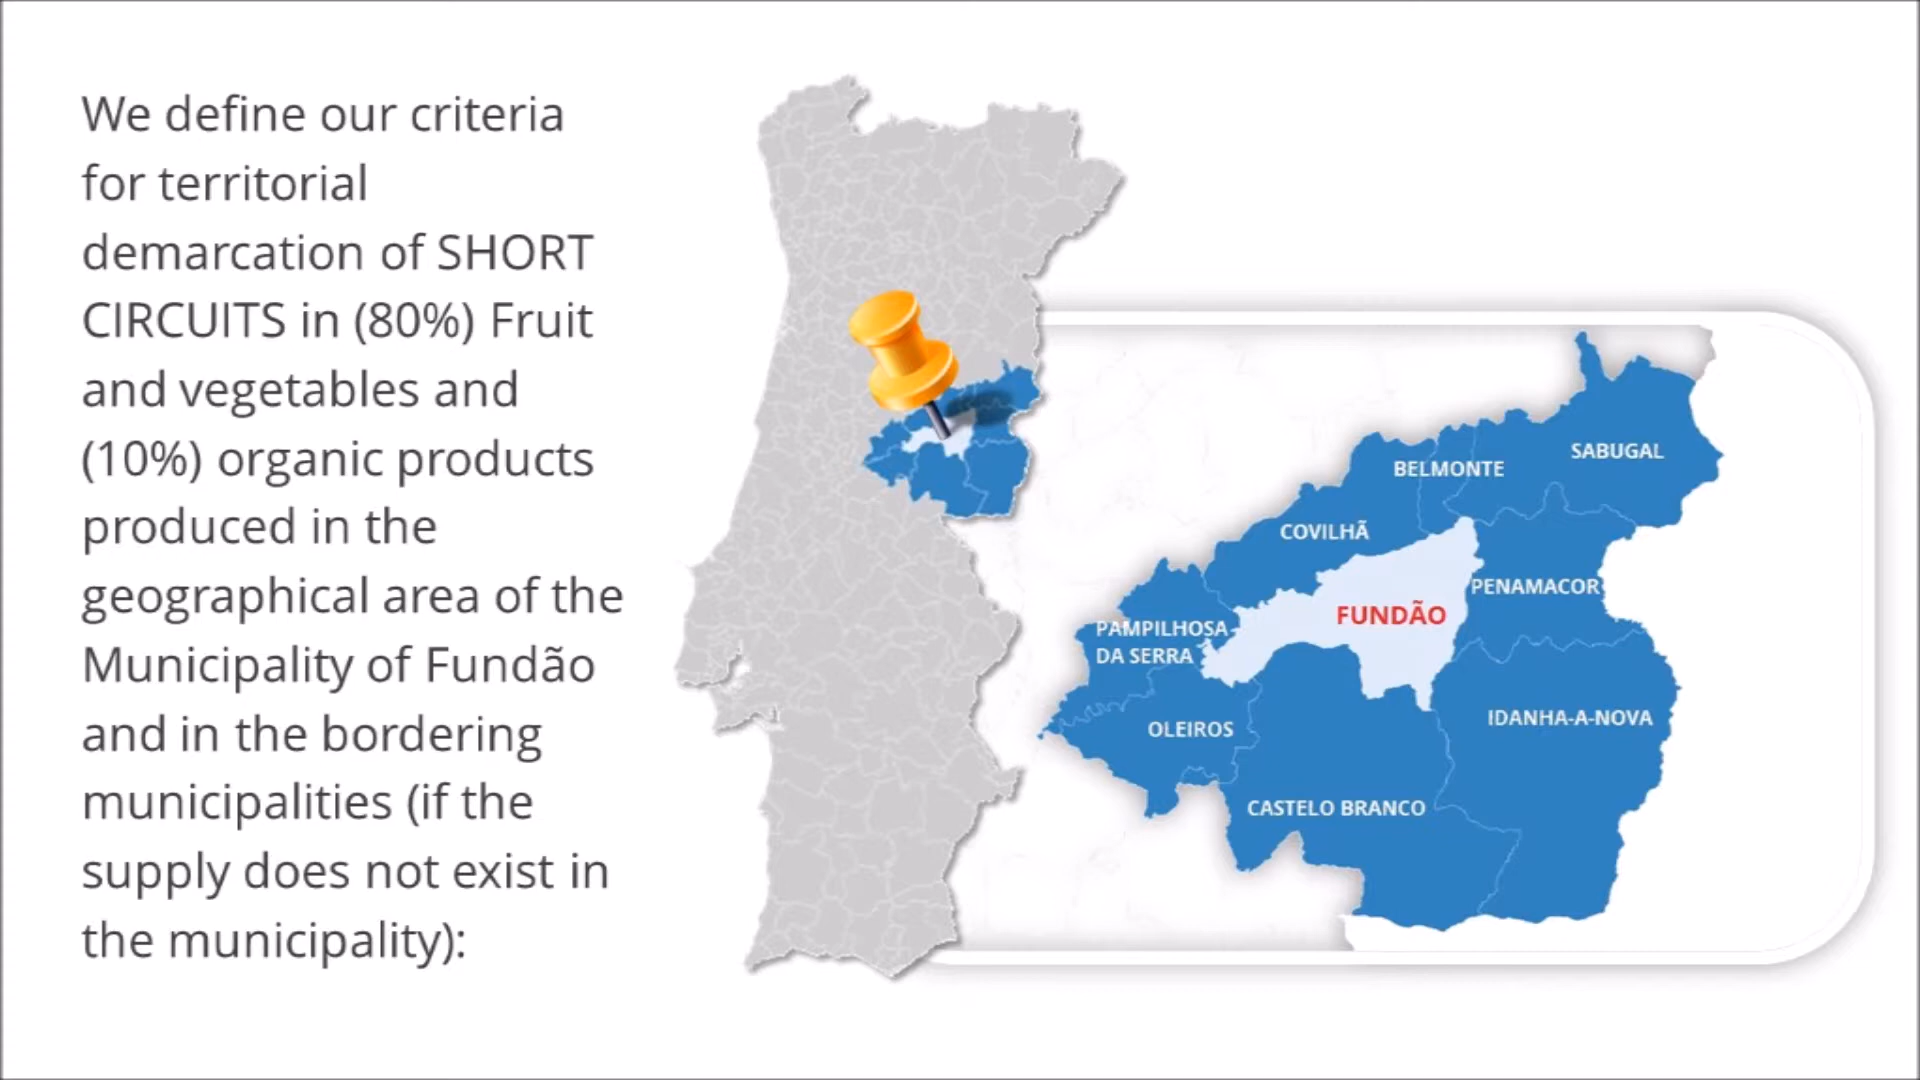 We define our criteria
for territorial
demarcation of SHORT
CIRCUITS in (80%) Fruit
and vegetables and
(10%) organic products
produced in the
geographical area of the
Municipality of Fundão
and in the bordering
municipalities (if the
supply does not exist in
the municipality):
SABUGAL
BELMONTE
COVILHÃ
PENAMACOR
FUNDÃO
PAMPILHOSA
DA SERRA
IDANHA-A-NOVA
OLEIROS
CASTELO BRANCO